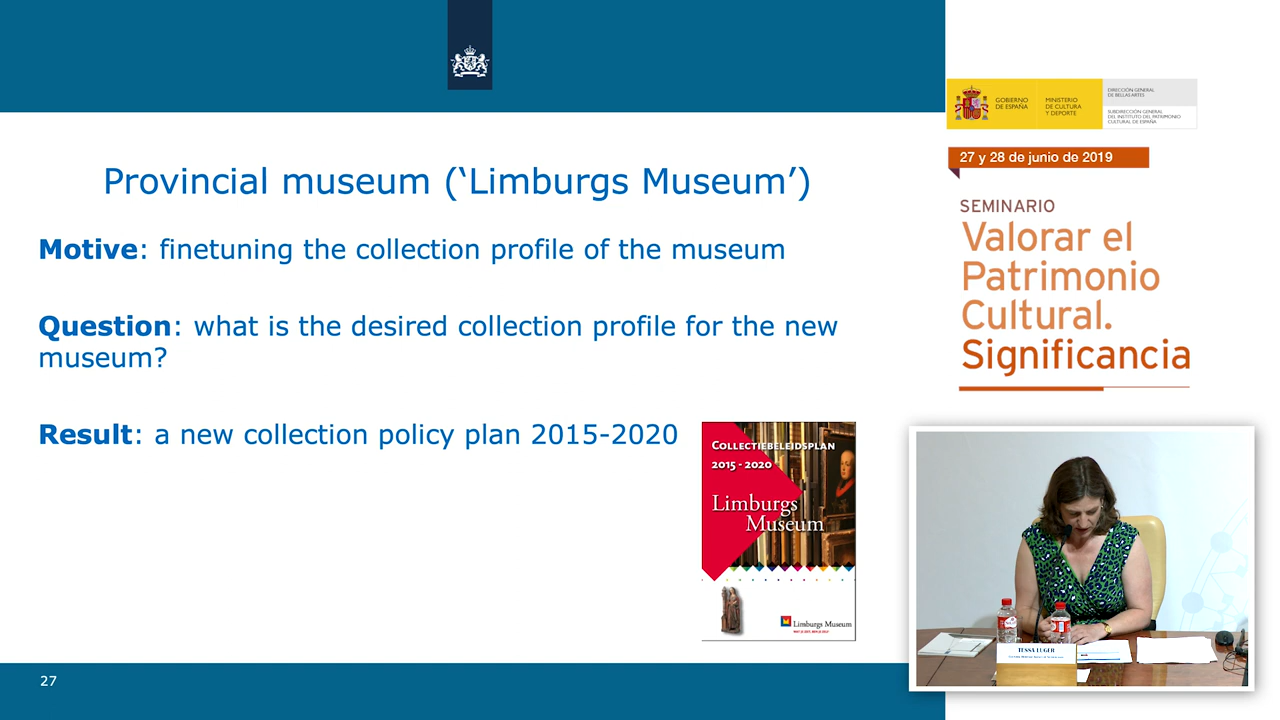 Provincial museum (‘Limburgs Museum’)
Motive: finetuning the collection profile of the museum
Question: what is the desired collection profile for the new
museum?
Result: a new collection policy plan 2015-2020
COLLECTIEBELEIDSPLAN
2015 - 2020
Limburgs
Museum
Limburgs Museum
27
GOBIERNO
DE ESPAÑA
MINISTERIO
DE CULTURA
Y DEPORTE
DIRECCIÓN GENERAL
DE BELLAS ARTES
SUBDIRECCIÓN GENERAL
DEL INSTITUTO DEL PATRIMONIO
CULTURAL DE ESPAÑA
27 y 28 de junio de 2019
SEMINARIO
Valorar el
Patrimonio
Cultural.
Significancia
TESSA LUGER